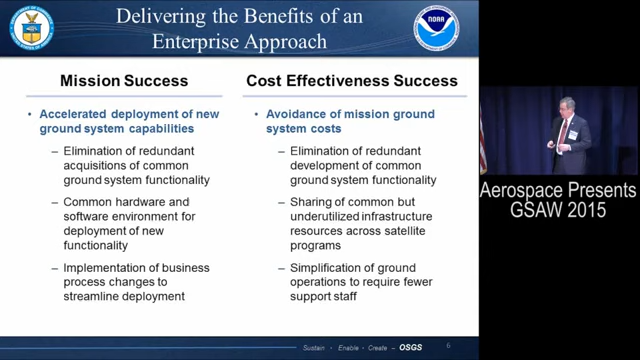 Delivering the Benefits of an
Enterprise Approach
NOAA
Mission Success
Cost Effectiveness Success
• Accelerated deployment of new
ground system capabilities
– Elimination of redundant
acquisitions of common
ground system functionality
– Common hardware and
software environment for
deployment of new
functionality
– Implementation of business
process changes to
streamline deployment
• Avoidance of mission ground
system costs
– Elimination of redundant
development of common
ground system functionality
– Sharing of common but
underutilized infrastructure
resources across satellite
programs
– Simplification of ground
operations to require fewer
support staff
Aerospace Presents
GSAW 2015
Sustain · Enable · Create – OSGS
6